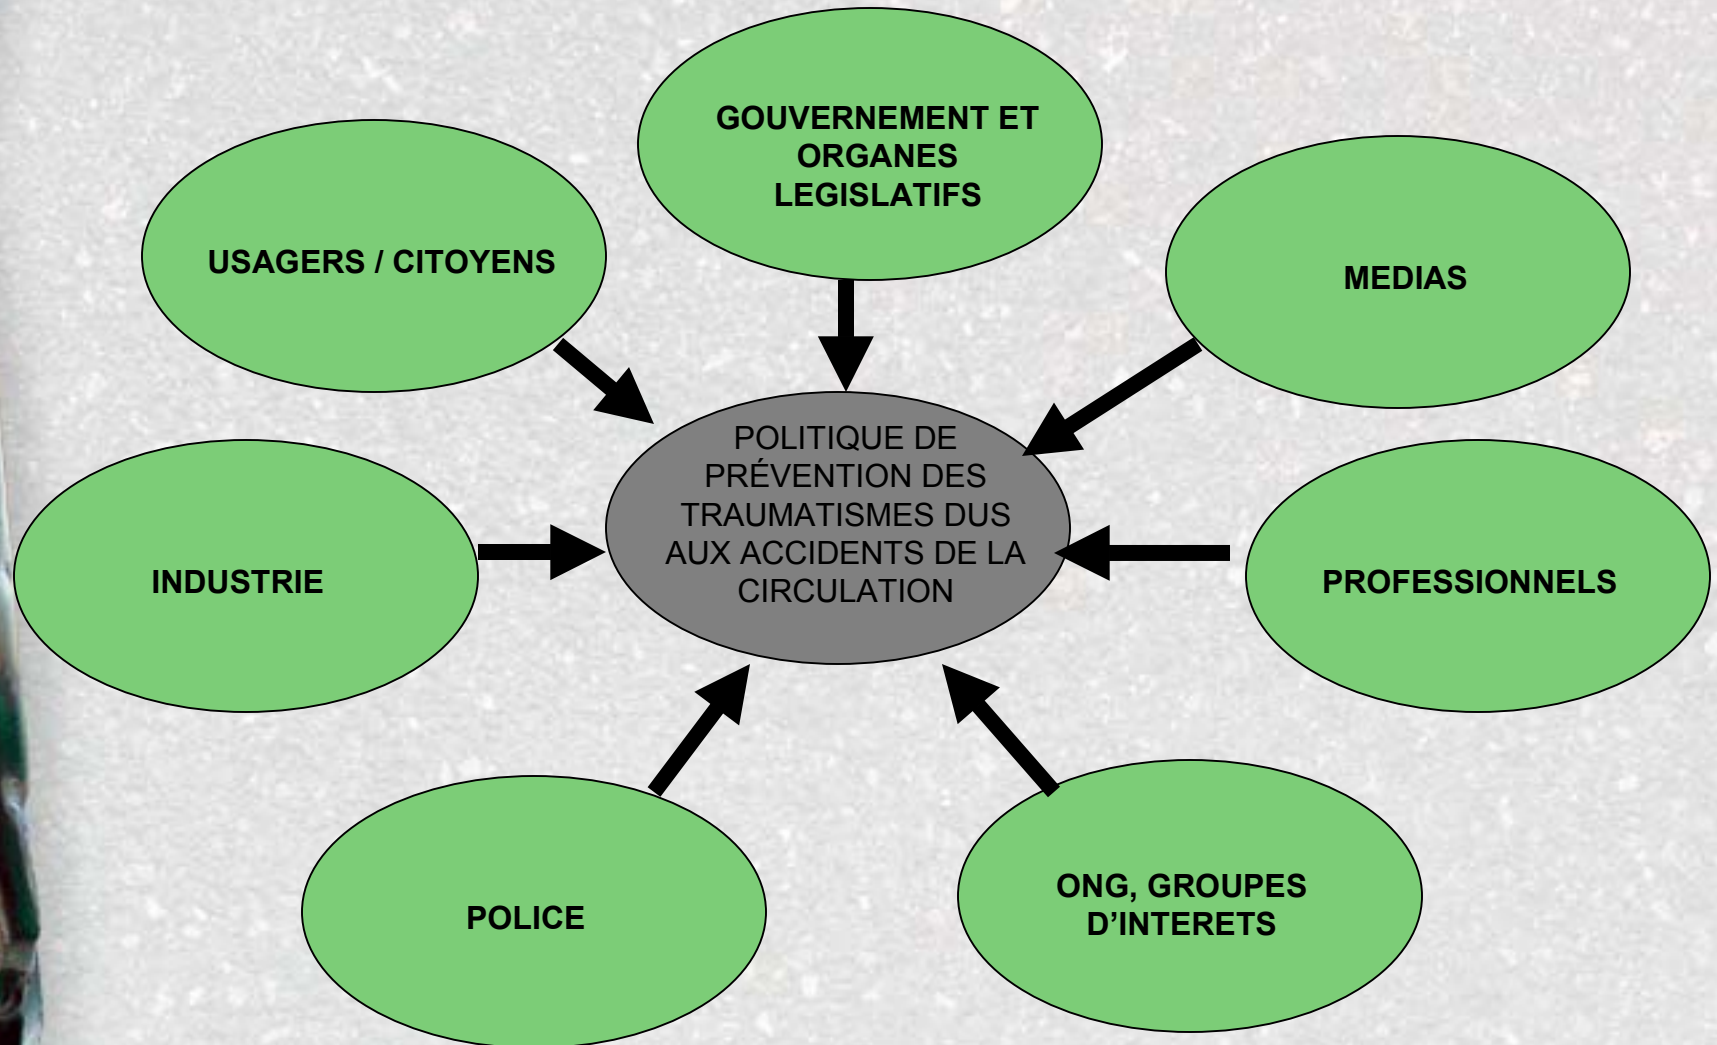 GOUVERNEMENT ET
ORGANES
LEGISLATIFS
USAGERS / CITOYENS
MEDIAS
POLITIQUE DE
PRÉVENTION DES
TRAUMATISMES DUS
AUX ACCIDENTS DE LA
CIRCULATION
INDUSTRIE
PROFESSIONNELS
POLICE
ONG, GROUPES
D’INTERETS